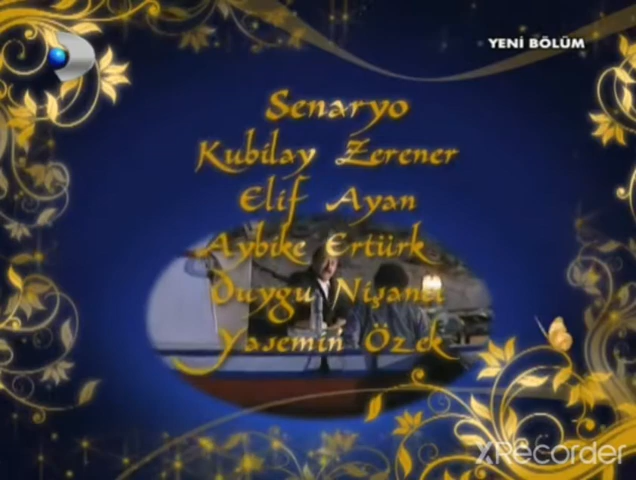 YENİ BÖLÜM
Senaryo
Kubilay Zerener
Elif Ayan
Aybike Ertürk
Duygu Nişancı
Yasemin Özek
XRecorder